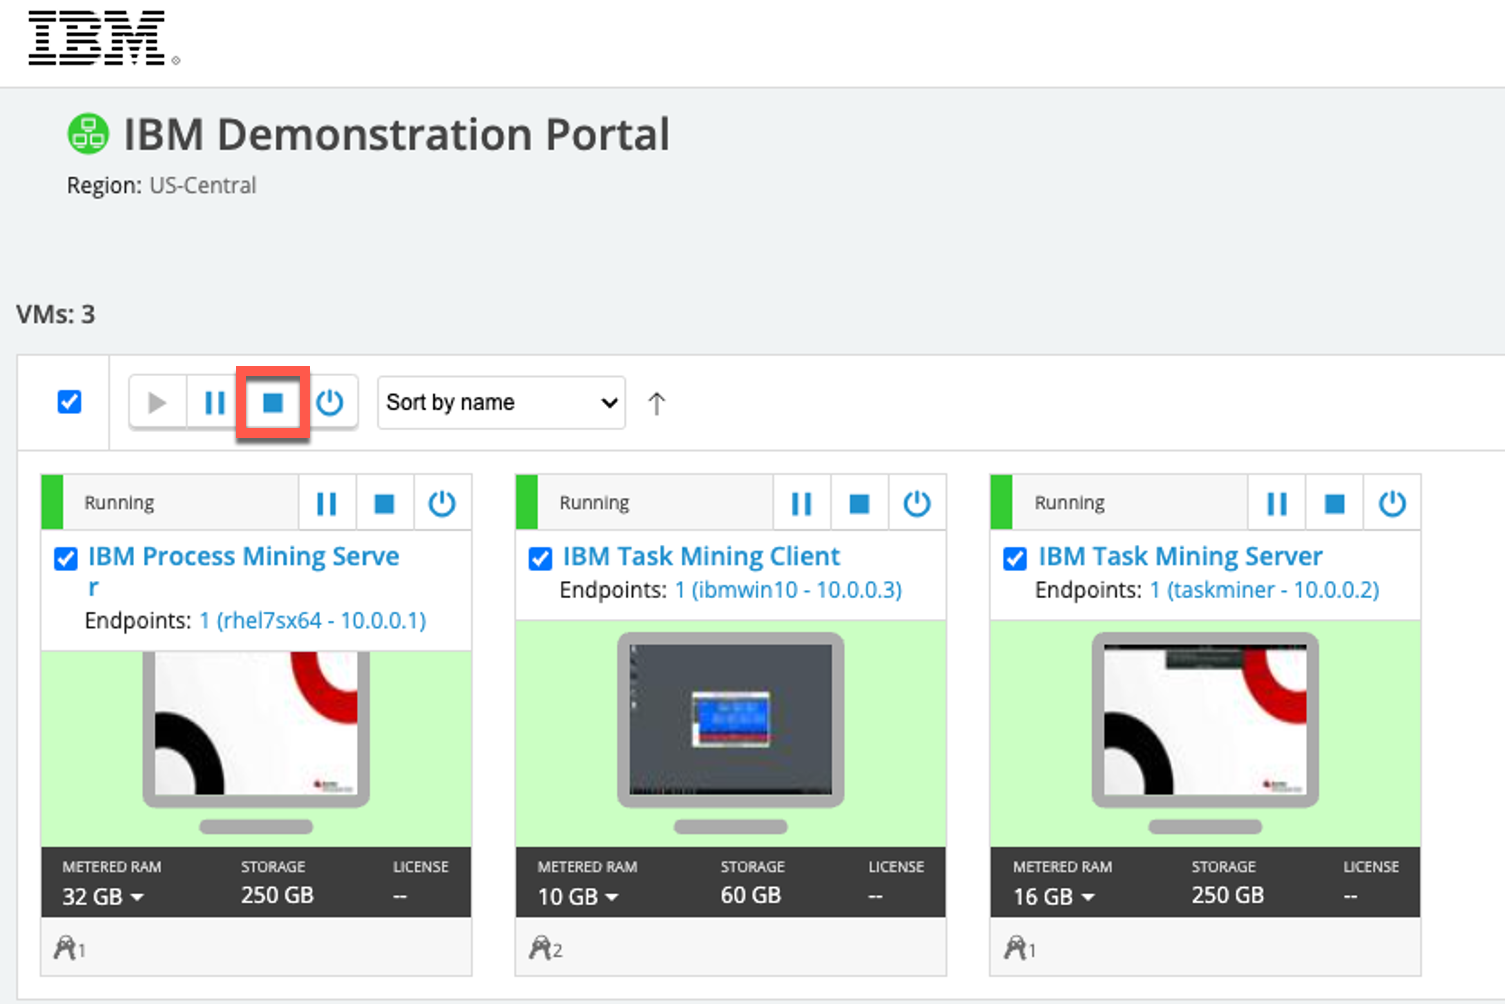 IBM
IBM Demonstration Portal
Region: US-Central
VMs: 3
Sort by name
Running
IBM Process Mining Serve
r
Endpoints: 1 (rhel7sx64 - 10.0.0.1)
METERED RAM STORAGE LICENSE
32 GB 250 GB --
1
Running
IBM Task Mining Client
Endpoints: 1 (ibmwin10 - 10.0.0.3)
METERED RAM STORAGE LICENSE
10 GB 60 GB --
2
Running
IBM Task Mining Server
Endpoints: 1 (taskminer - 10.0.0.2)
METERED RAM STORAGE LICENSE
16 GB 250 GB --
1